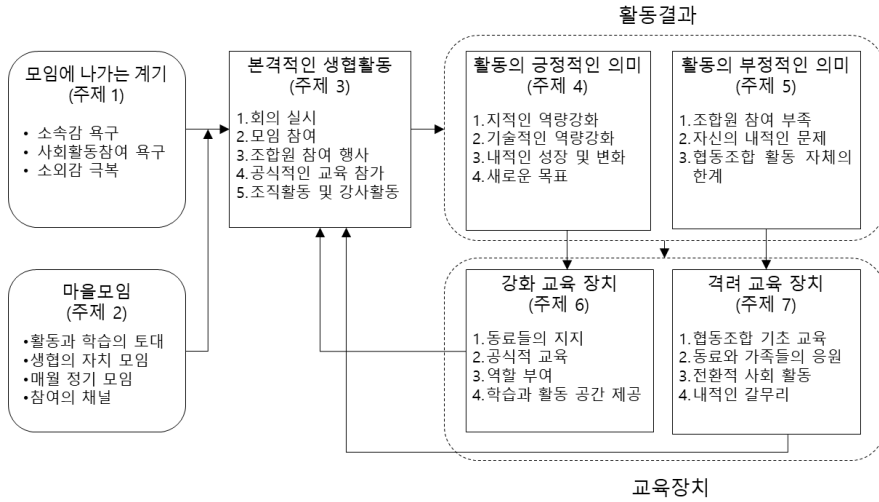 활동결과
모임에 나가는 계기
(주제 1)
• 소속감 욕구
• 사회활동참여 욕구
• 소외감 극복
마을모임
(주제 2)
•활동과 학습의 토대
•생협의 자치 모임
•매월 정기 모임
•참여의 채널
본격적인 생협활동
(주제 3)
1.회의 실시
2.모임 참여
3.조합원 참여 행사
4.공식적인 교육 참가
5.조직활동 및 강사활동
활동의 긍정적인 의미
(주제 4)
1.지적인 역량강화
2.기술적인 역량강화
3.내적인 성장 및 변화
4.새로운 목표
활동의 부정적인 의미
(주제 5)
1.조합원 참여 부족
2.자신의 내적인 문제
3.협동조합 활동 자체의
한계
강화 교육 장치
(주제 6)
1.동료들의 지지
2.공식적 교육
3.역할 부여
4.학습과 활동 공간 제공
격려 교육 장치
(주제 7)
1.협동조합 기초 교육
2.동료와 가족들의 응원
3.전환적 사회 활동
4.내적인 갈무리
교육장치